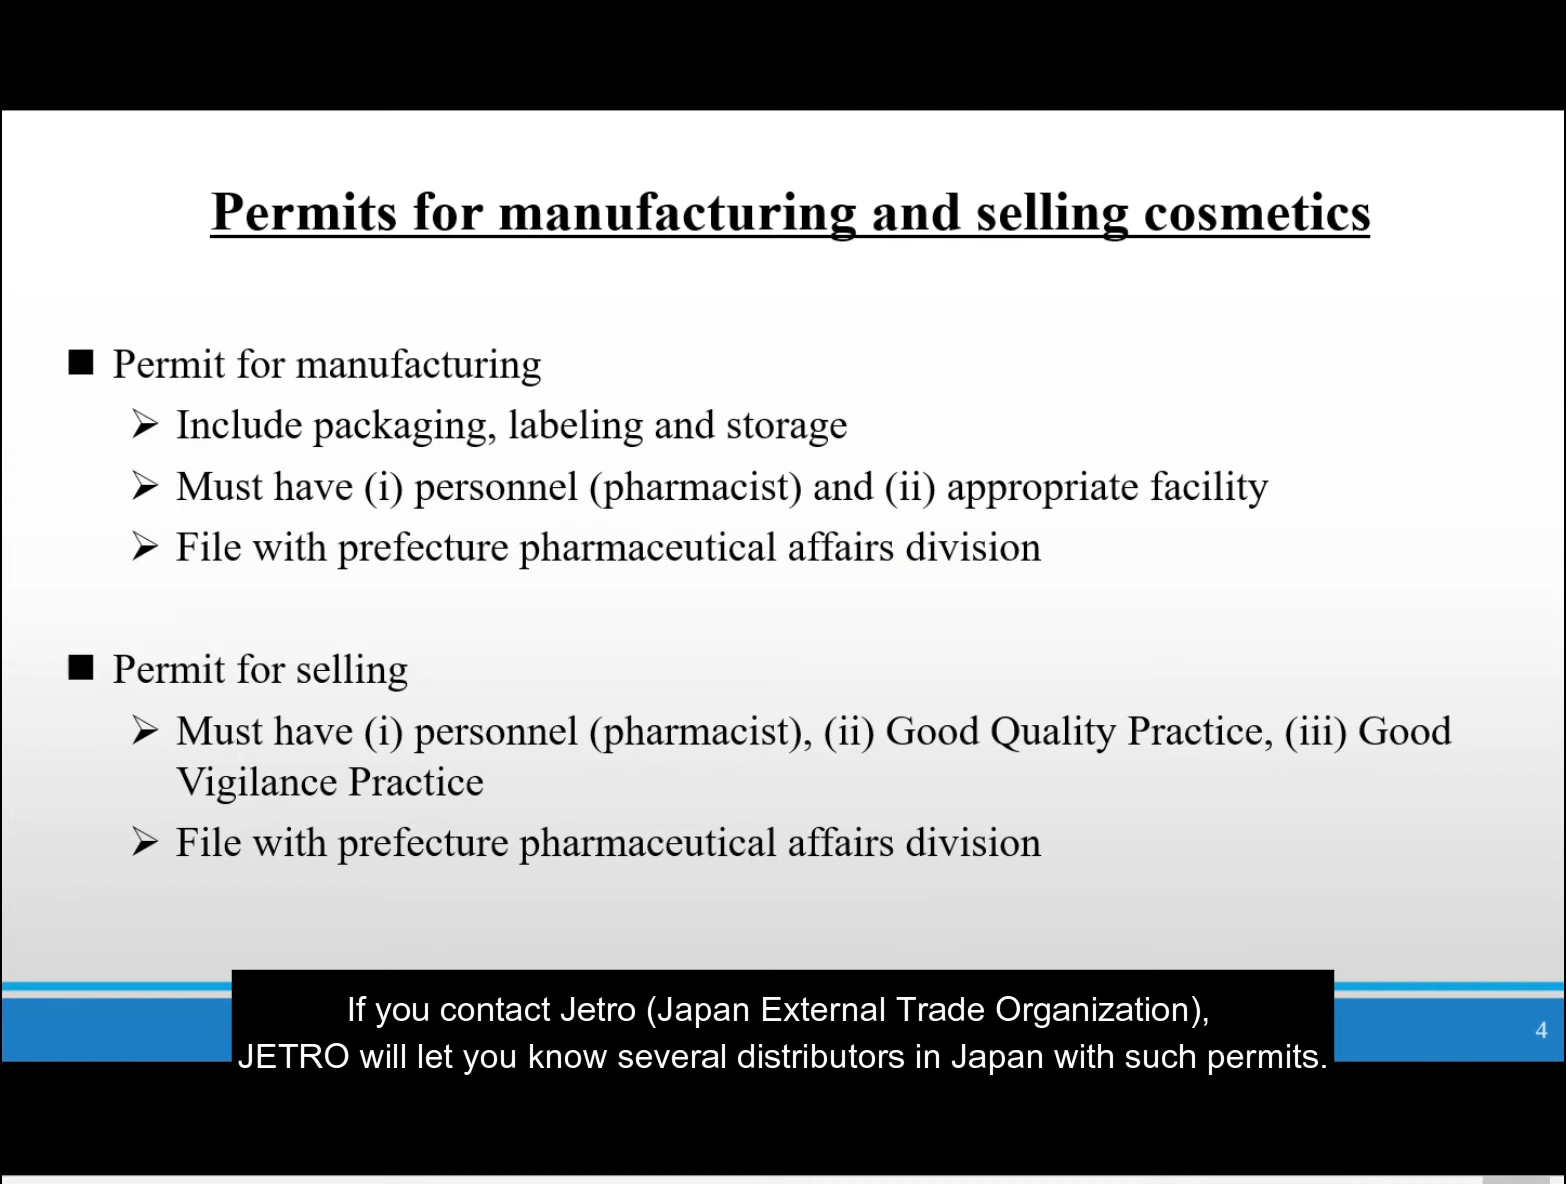 Permits for manufacturing and selling cosmetics
■ Permit for manufacturing
➢ Include packaging, labeling and storage
➢ Must have (i) personnel (pharmacist) and (ii) appropriate facility
➢ File with prefecture pharmaceutical affairs division
■ Permit for selling
➢ Must have (i) personnel (pharmacist), (ii) Good Quality Practice, (iii) Good
Vigilance Practice
➢ File with prefecture pharmaceutical affairs division
If you contact Jetro (Japan External Trade Organization),
JETRO will let you know several distributors in Japan with such permits.
4